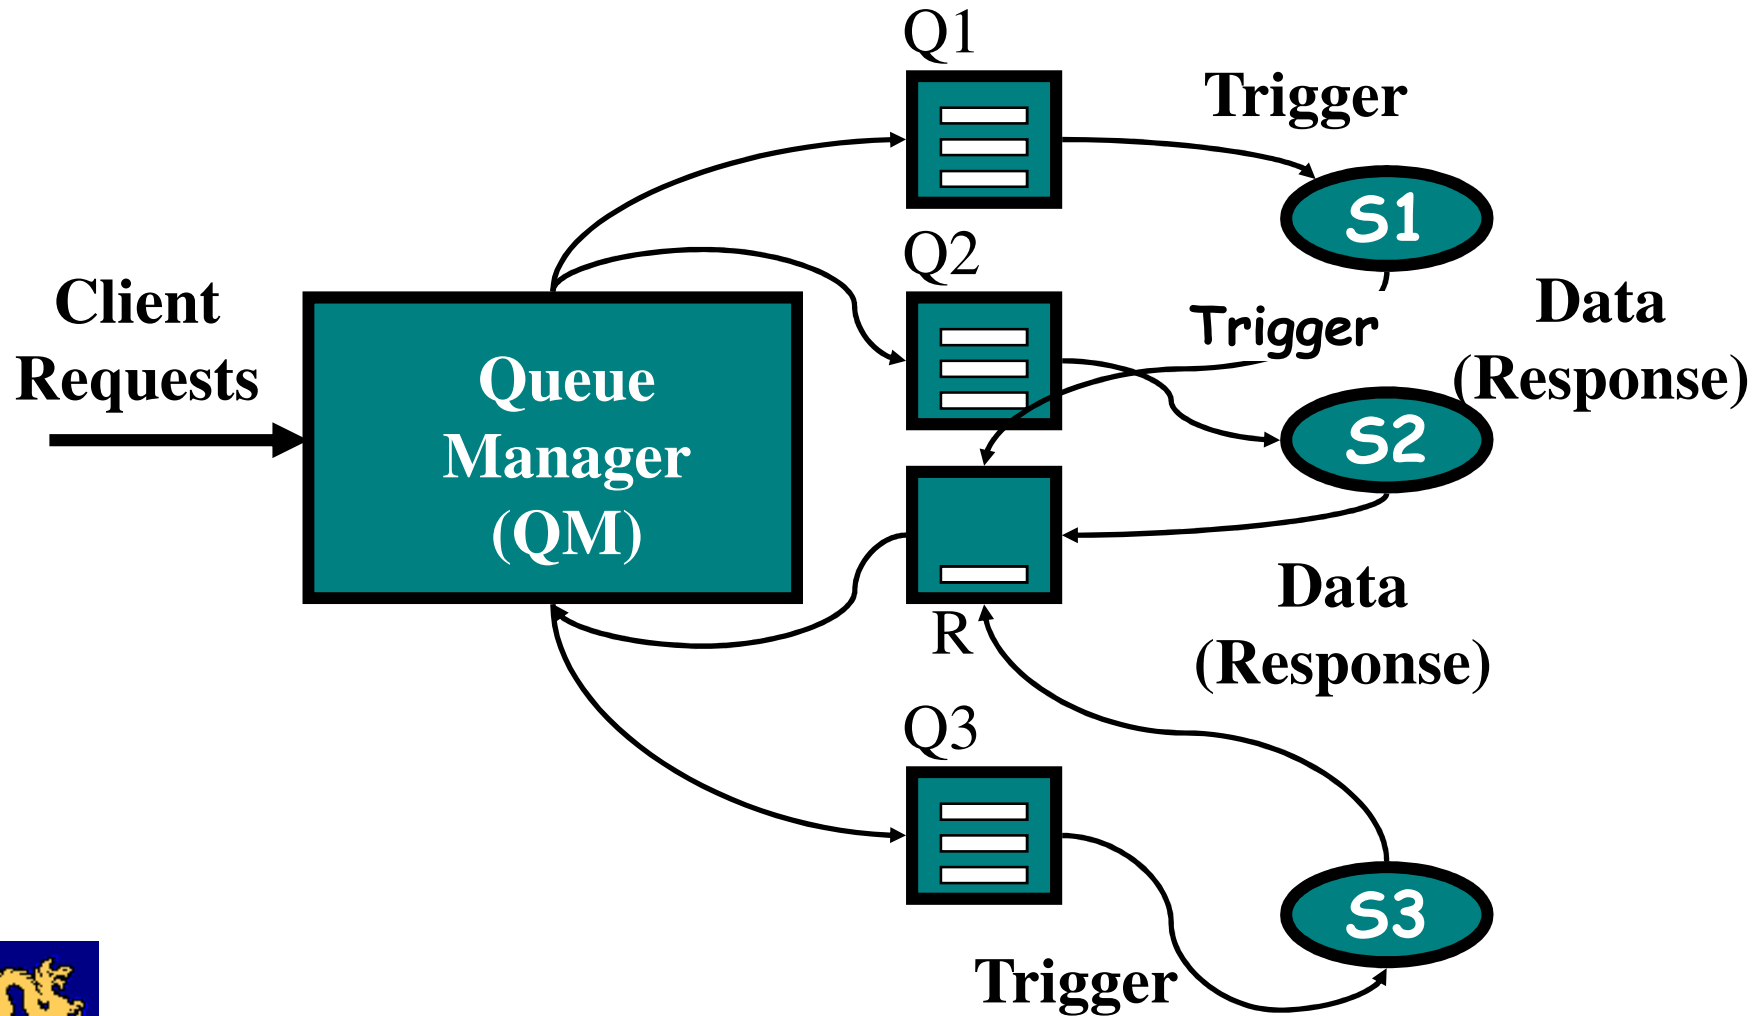 Q1
Trigger
S1
Q2
Client
Requests
Trigger
Data
(Response)
Queue
Manager
(QM)
S2
R
Data
(Response)
Q3
S3
Trigger